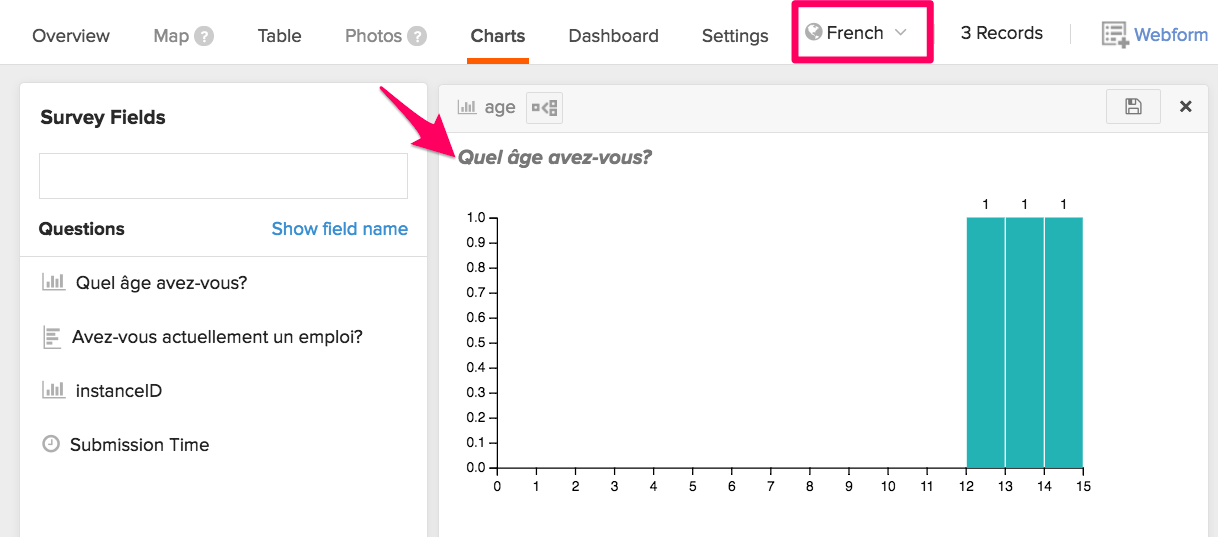 Overview Map ? Table Photos ? Charts Dashboard Settings French 3 Records Webform
Survey Fields
Questions Show field name
Quel âge avez-vous?
Avez-vous actuellement un emploi?
instanceID
Submission Time
age
Quel âge avez-vous?
1 1 1
1.0
0.9
0.8
0.7
0.6
0.5
0.4
0.3
0.2
0.1
0.0
0 1 2 3 4 5 6 7 8 9 10 11 12 13 14 15